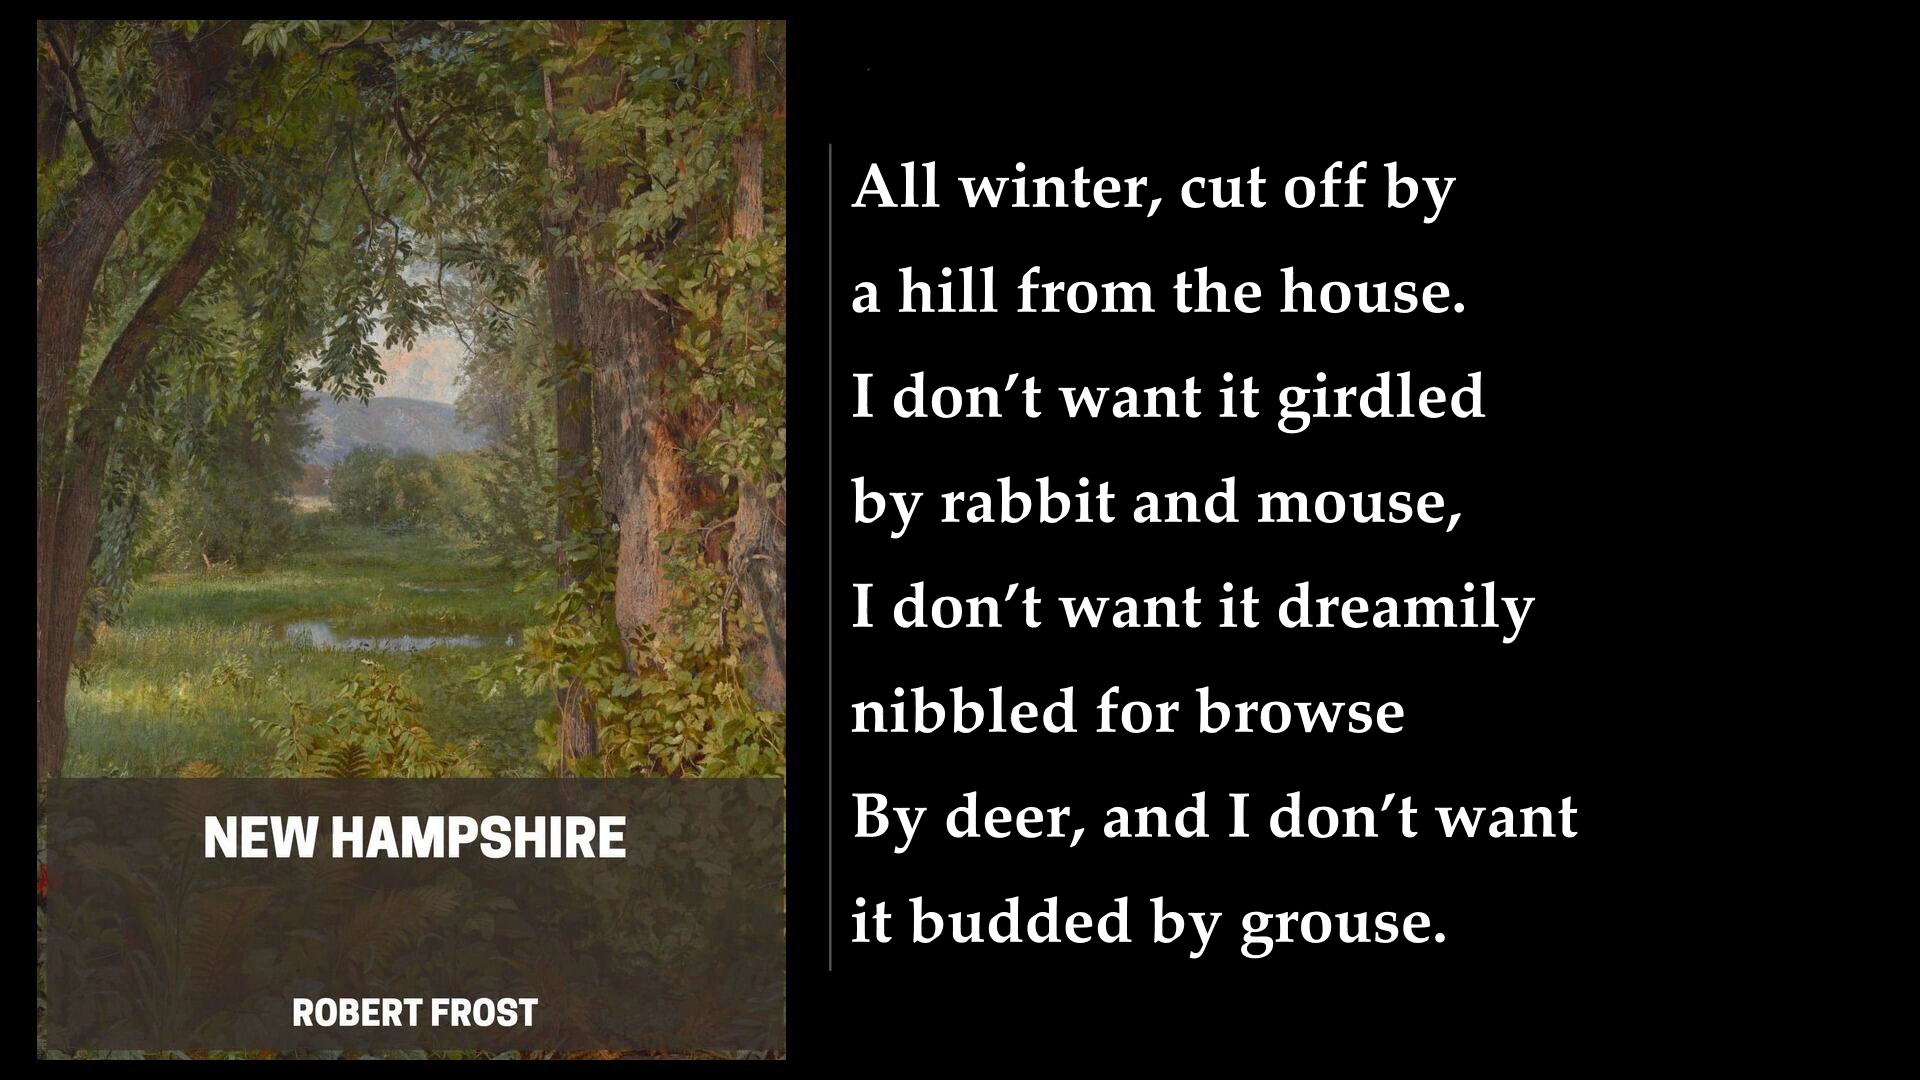 NEW HAMPSHIRE
ROBERT FROST
All winter, cut off by
a hill from the house.
I don’t want it girdled
by rabbit and mouse,
I don’t want it dreamily
nibbled for browse
By deer, and I don’t want
it budded by grouse.